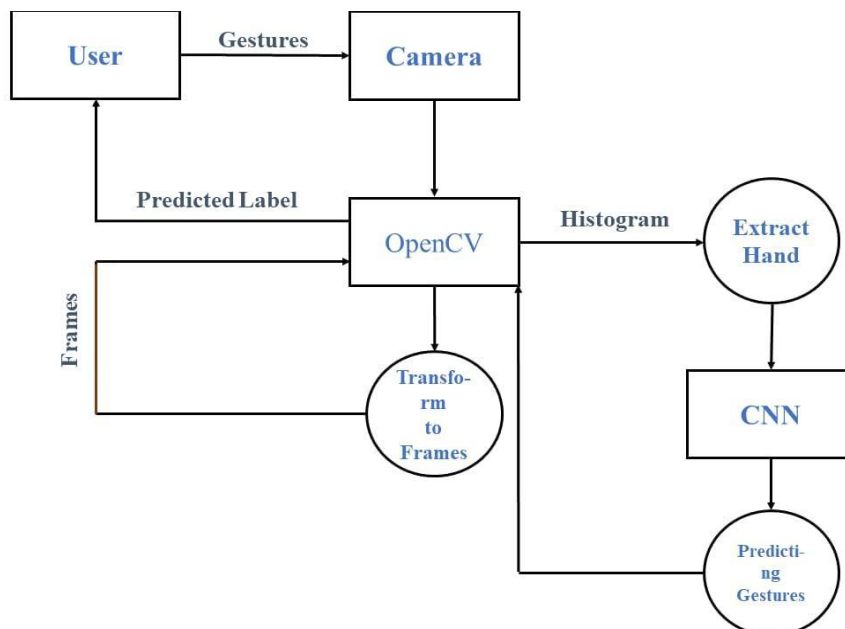 User
Gestures
Camera
Predicted Label
OpenCV
Histogram
Extract
Hand
Frames
Transfo-
rm
to
Frames
CNN
Predicti-
ng
Gestures